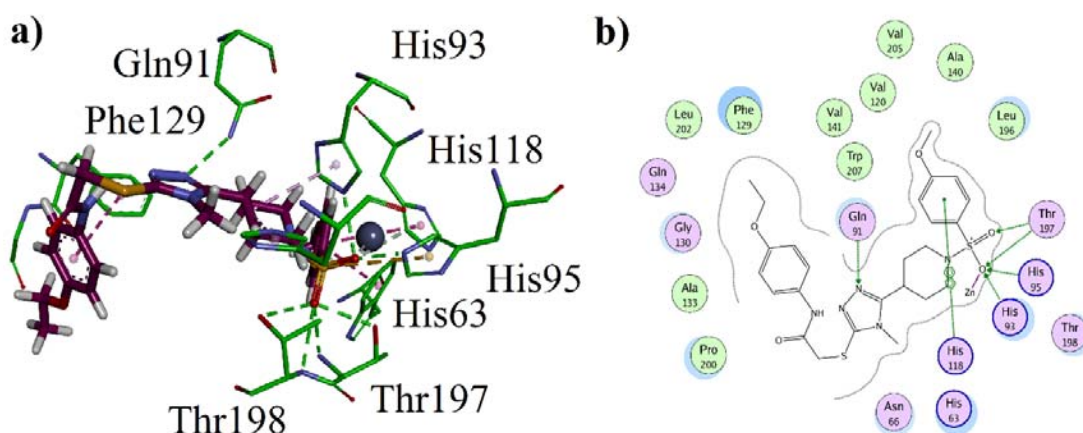 a)
Gln91
His93
Phe129
His118
His95
His63
Thr197
Thr198
b)
Val
205
Ala
140
Val
120
Leu
202
Phe
129
Val
141
Leu
196
Trp
207
Gln
134
Gln
91
Gly
130
Thr
197
His
95
Ala
133
His
93
Thr
198
Pro
200
His
118
Asn
66
His
63
O
O
N
S
O
O
Zn
N
N
N
NH
O
S